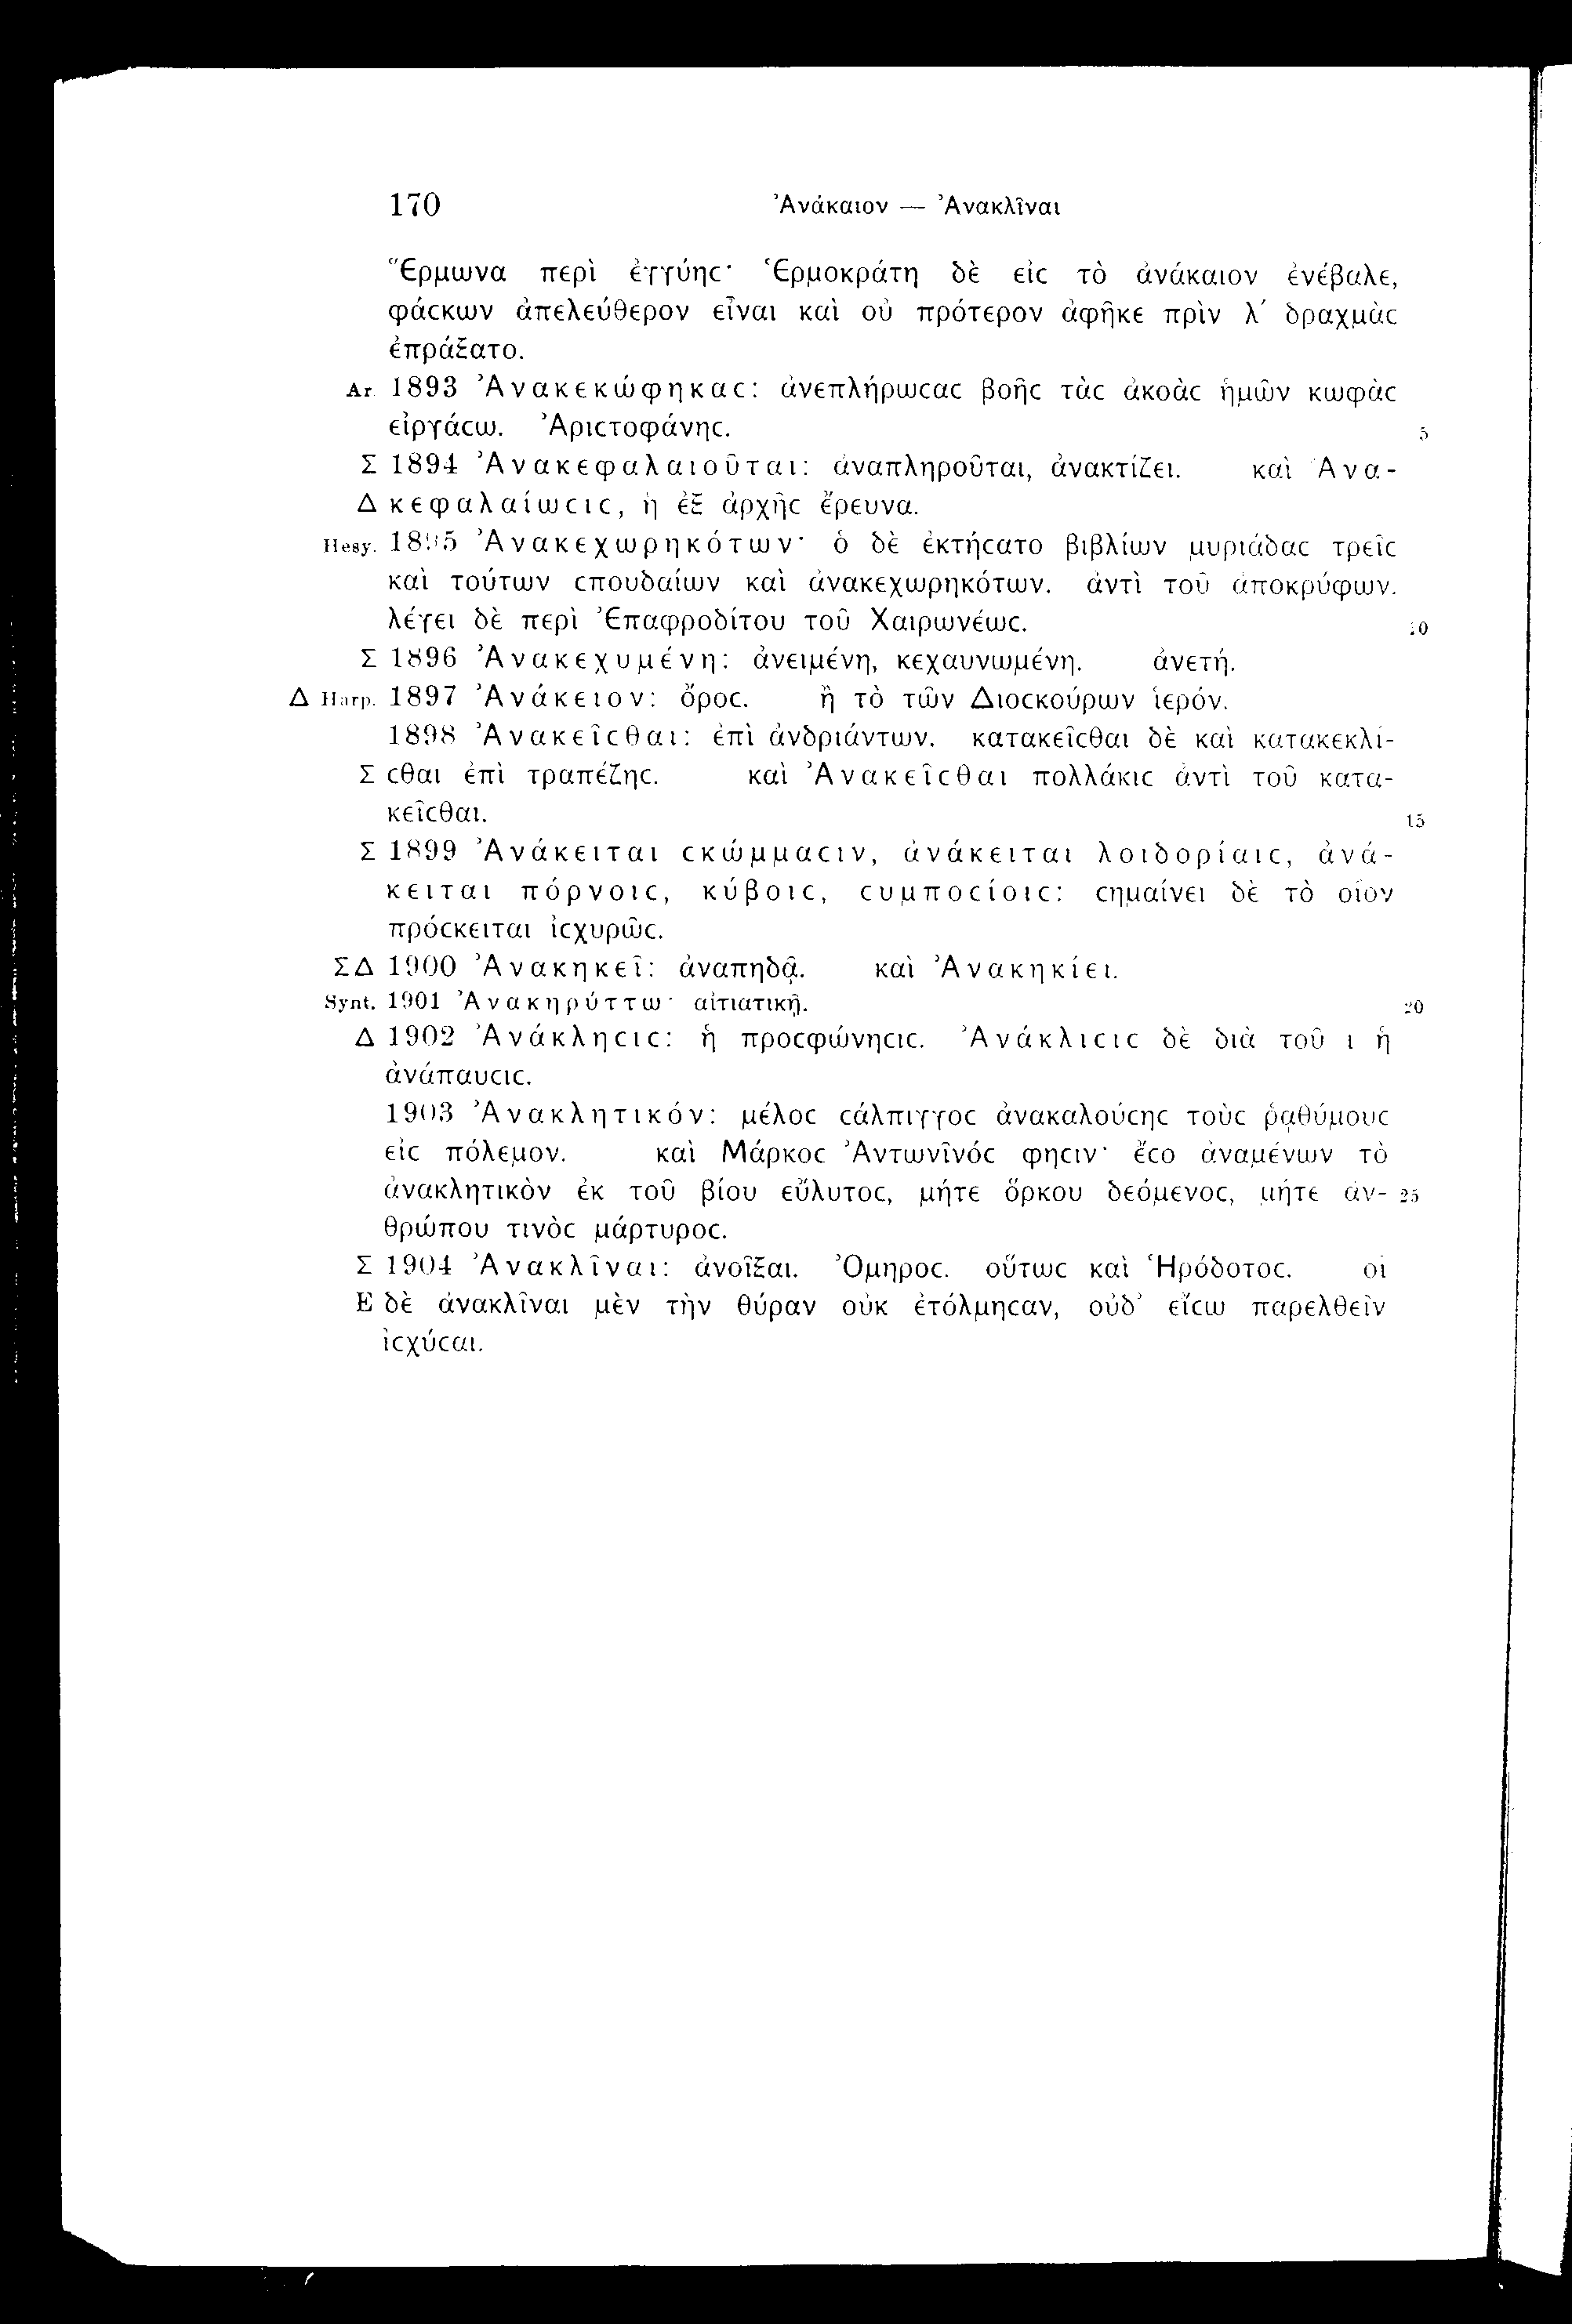 170 Ἀνάκαιον — Ἀνακλῖναι
Ἕρμωνα περὶ ἐγγύηϲ· Ἑρμοκράτη δὲ εἰϲ τὸ ἀνάκαιον ἐνέβαλε,
φάϲκων ἀπελεύθερον εἶναι καὶ οὐ πρότερον ἀφῆκε πρὶν λ΄ δραχμὰϲ
ἐπράξατο.
Ar. 1893 Ἀνακεκώφηκαϲ: ἀνεπλήρωϲαϲ βοῆϲ τὰϲ ἀκοὰϲ ἡμῶν κωφὰϲ
εἰργάϲω. Ἀριϲτοφάνηϲ. 5
Σ 1894 Ἀνακεφαλαιοῦται: ἀναπληροῦται, ἀνακτίζει. καὶ Ἀνα-
Δ κεφαλαίωϲιϲ, ἡ ἐξ ἀρχῆϲ ἔρευνα.
Hesy. 1895 Ἀνακεχωρηκότων· ὁ δὲ ἐκτήϲατο βιβλίων μυριάδαϲ τρεῖϲ
καὶ τούτων ϲπουδαίων καὶ ἀνακεχωρηκότων. ἀντὶ τοῦ ἀποκρύφων.
λέγει δὲ περὶ Ἐπαφροδίτου τοῦ Χαιρωνέωϲ. 10
Σ 1896 Ἀνακεχυμένη: ἀνειμένη, κεχαυνωμένη. ἀνετή.
Δ Harp. 1897 Ἀνάκειον: ὄροϲ. ἢ τὸ τῶν Διοϲκούρων ἱερόν.
1898 Ἀνακεῖϲθαι: ἐπὶ ἀνδριάντων. κατακεῖϲθαι δὲ καὶ κατακεκλί-
Σ ϲθαι ἐπὶ τραπέζηϲ. καὶ Ἀνακεῖϲθαι πολλάκιϲ ἀντὶ τοῦ κατα-
κεῖϲθαι. 15
Σ 1899 Ἀνάκειται ϲκώμμαϲιν, ἀνάκειται λοιδορίαιϲ, ἀνά-
κειται πόρνοιϲ, κύβοιϲ, ϲυμποϲίοιϲ: ϲημαίνει δὲ τὸ οἷον
πρόϲκειται ἰϲχυρῶϲ.
ΣΔ 1900 Ἀνακηκεῖ: ἀναπηδᾷ. καὶ Ἀνακηκίει.
Synt. 1901 Ἀνακηρύττω· αἰτιατικῇ. 20
Δ 1902 Ἀνάκληϲιϲ: ἡ προϲφώνηϲιϲ. Ἀνάκλιϲιϲ δὲ διὰ τοῦ ι ἡ
ἀνάπαυϲιϲ.
1903 Ἀνακλητικόν: μέλοϲ ϲάλπιγγοϲ ἀνακαλούϲηϲ τοὺϲ ῥᾳθύμουϲ
εἰϲ πόλεμον. καὶ Μάρκοϲ Ἀντωνῖνόϲ φηϲιν· ἔϲο ἀναμένων τὸ
ἀνακλητικὸν ἐκ τοῦ βίου εὔλυτοϲ, μήτε ὅρκου δεόμενοϲ, μήτε ἀν- 25
θρώπου τινὸϲ μάρτυροϲ.
Σ 1904 Ἀνακλῖναι: ἀνοῖξαι. Ὅμηροϲ. οὕτωϲ καὶ Ἡρόδοτοϲ. οἱ
E δὲ ἀνακλῖναι μὲν τὴν θύραν οὐκ ἐτόλμηϲαν, οὐδ’ εἴϲω παρελθεῖν
ἰϲχύϲαι.